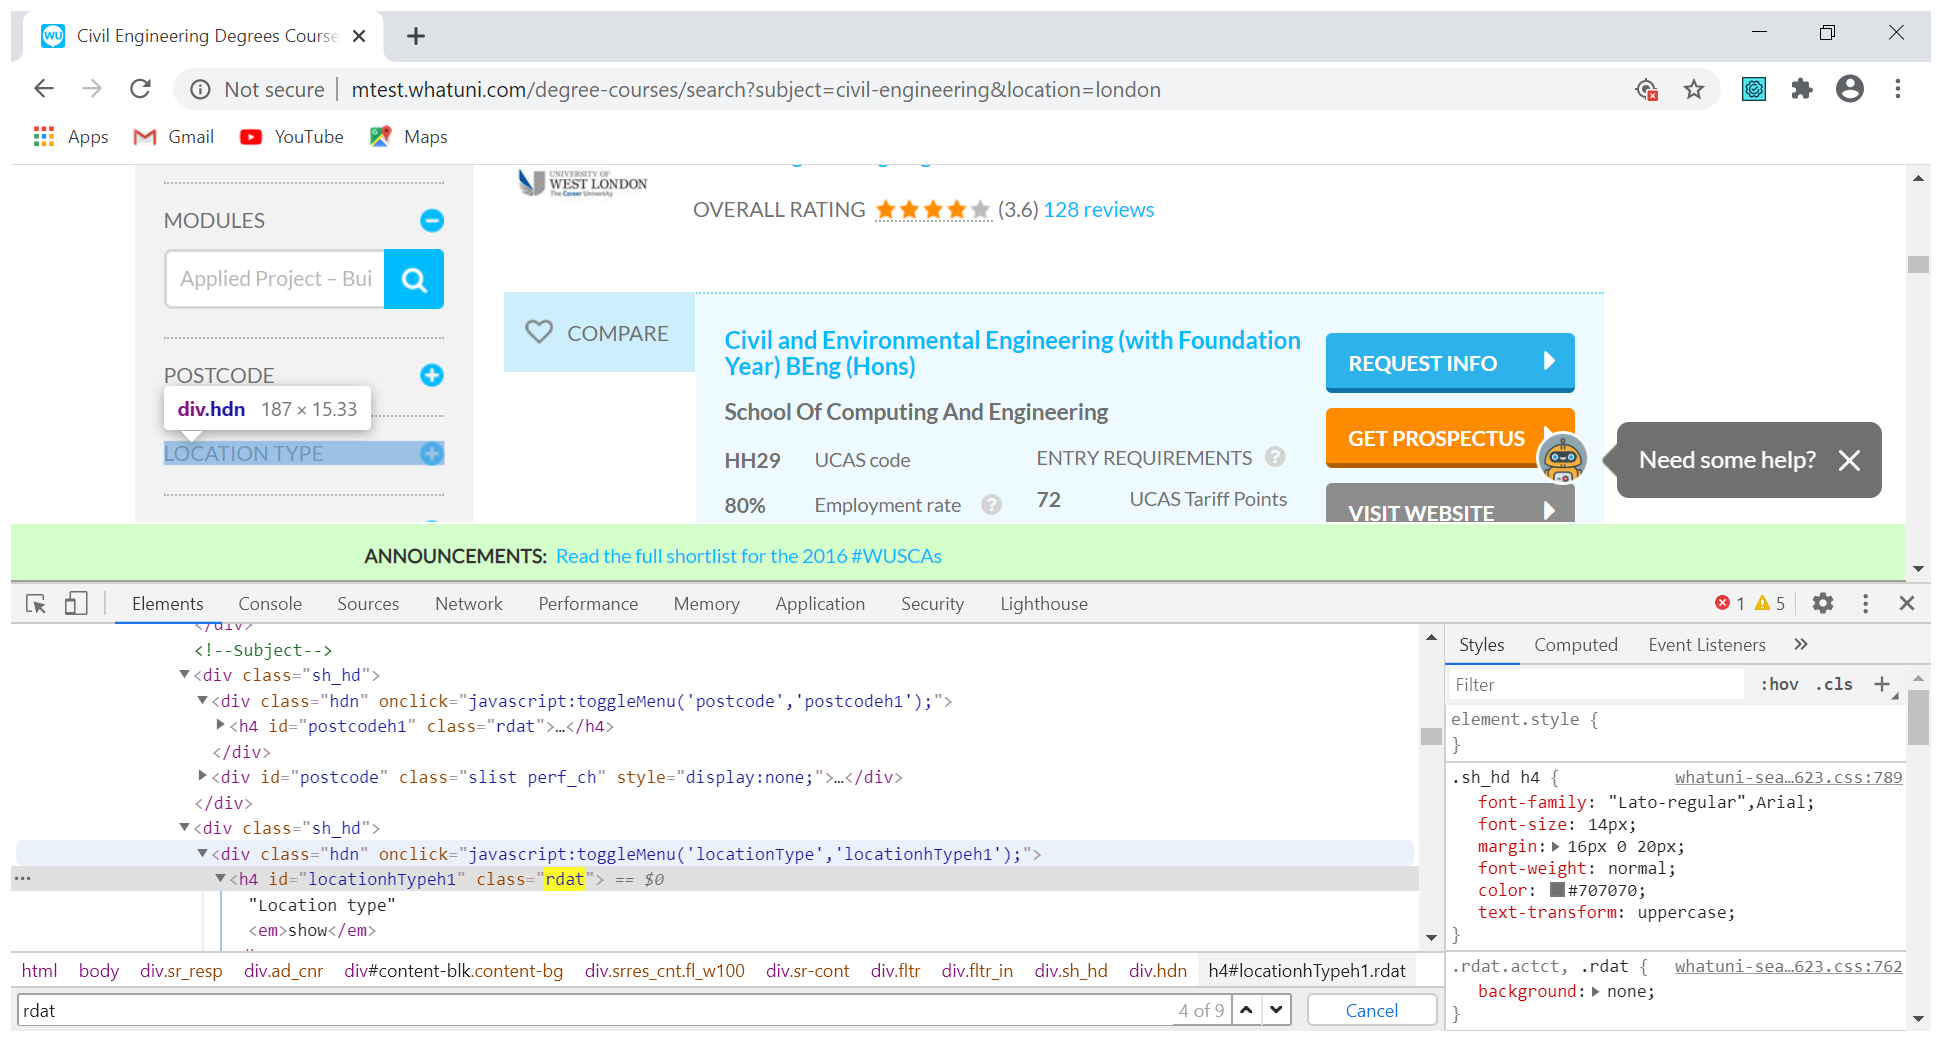 Civil Engineering Degrees Course
Not secure
mtest.whatuni.com/degree-courses/search?subject=civil-engineering&location=london
Apps
Gmail
YouTube
Maps
UNIVERSITY OF
WEST LONDON
The Career University
OVERALL RATING (3.6) 128 reviews
MODULES
Applied Project – Bui
POSTCODE
div.hdn 187 × 15.33
LOCATION TYPE
COMPARE
Civil and Environmental Engineering (with Foundation
Year) BEng (Hons)
School Of Computing And Engineering
HH29 UCAS code
ENTRY REQUIREMENTS ?
80% Employment rate ?
72 UCAS Tariff Points
REQUEST INFO
GET PROSPECTUS
VISIT WEBSITE
Need some help?
ANNOUNCEMENTS: Read the full shortlist for the 2016 #WUSCAs
Elements Console Sources Network Performance Memory Application Security Lighthouse 1 5
</div>
<!--Subject-->
<div class="sh_hd">
<div class="hdn" onclick="javascript:toggleMenu('postcode','postcodeh1');">
<h4 id="postcodeh1" class="rdat">…</h4>
</div>
<div id="postcode" class="slist perf_ch" style="display:none;">…</div>
</div>
<div class="sh_hd">
<div class="hdn" onclick="javascript:toggleMenu('locationType','locationhTypeh1');">
<h4 id="locationhTypeh1" class="rdat"> == $0
"Location type"
<em>show</em>
html body div.sr_resp div.ad_cnr div#content-blk.content-bg div.srres_cnt.fl_w100 div.sr-cont div.fltr div.fltr_in div.sh_hd div.hdn h4#locationhTypeh1.rdat
rdat 4 of 9 Cancel
Styles Computed Event Listeners »
Filter :hov .cls +
element.style {
}
.sh_hd h4 { whatuni-sea…623.css:789
font-family: "Lato-regular",Arial;
font-size: 14px;
margin: 16px 0 20px;
font-weight: normal;
color: #707070;
text-transform: uppercase;
}
.rdat.actct, .rdat { whatuni-sea…623.css:762
background: none;
}